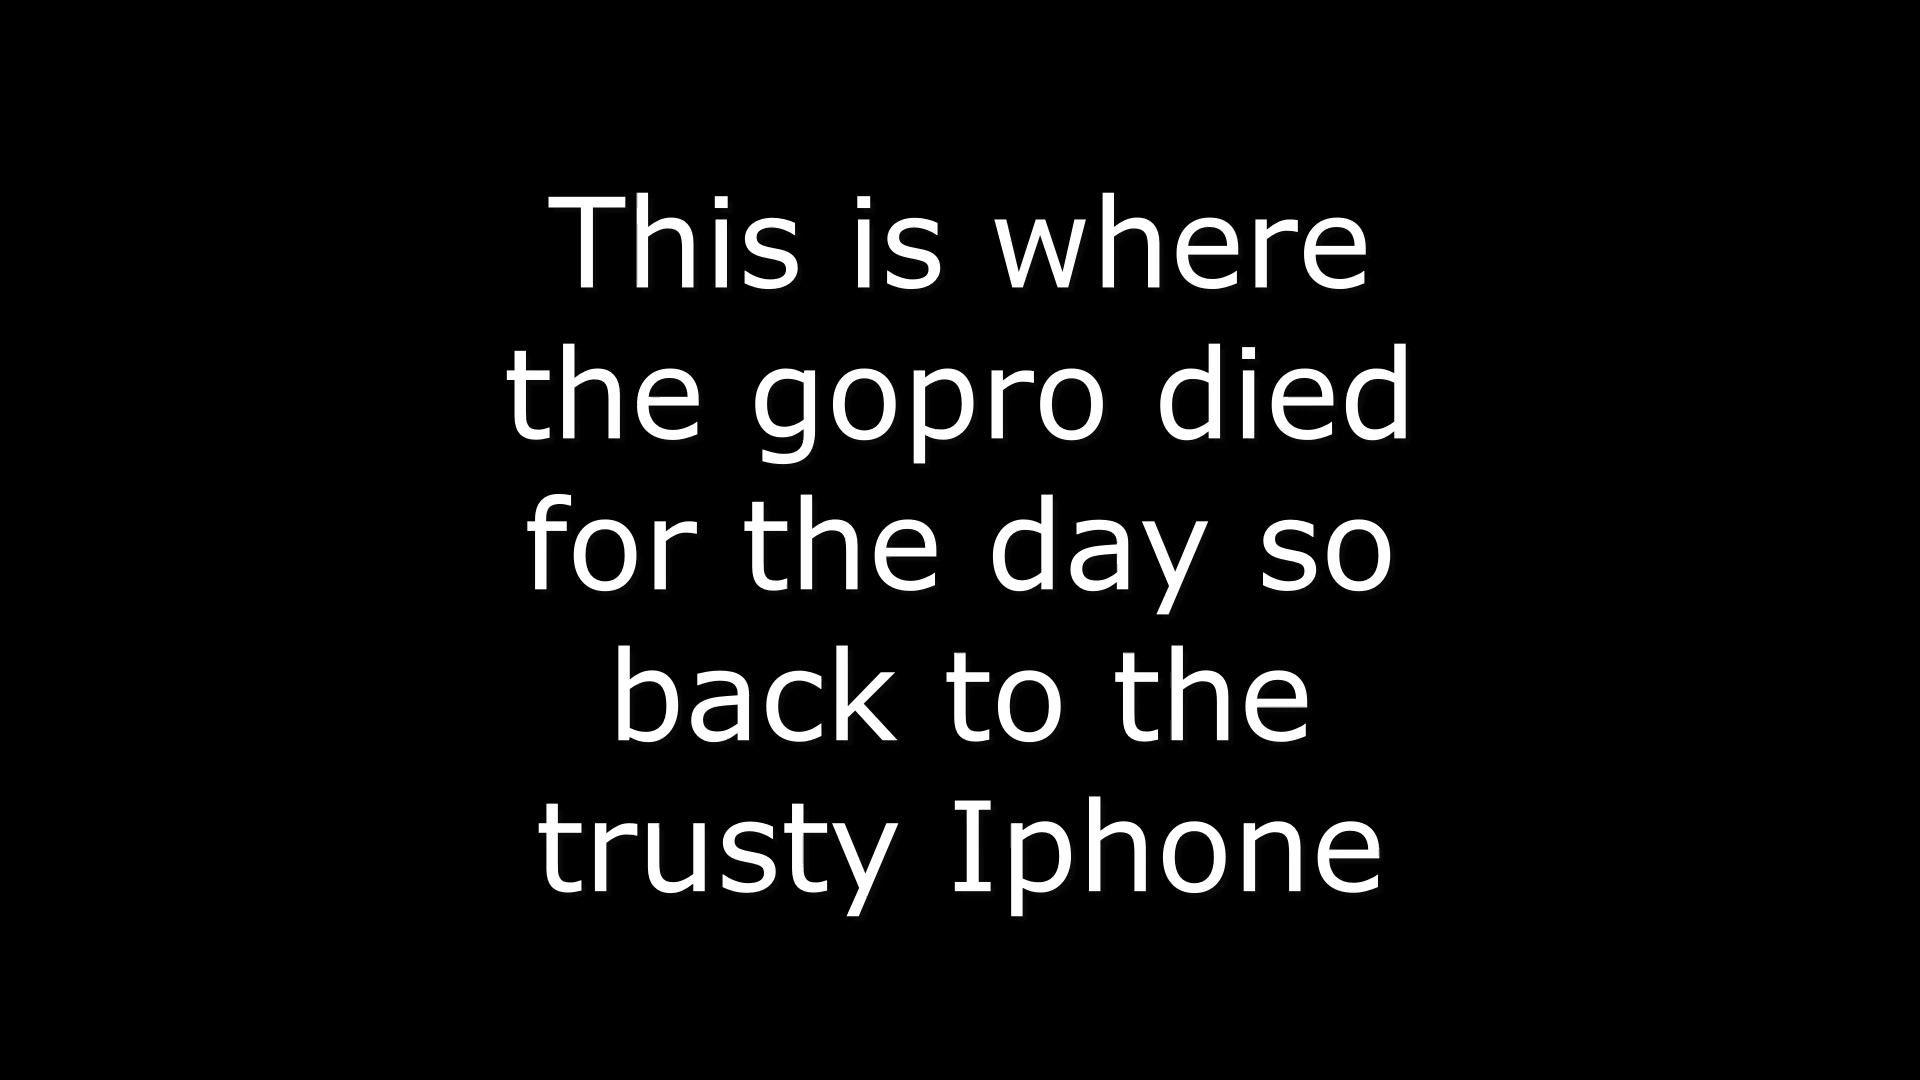 This is where
the gopro died
for the day so
back to the
trusty Iphone